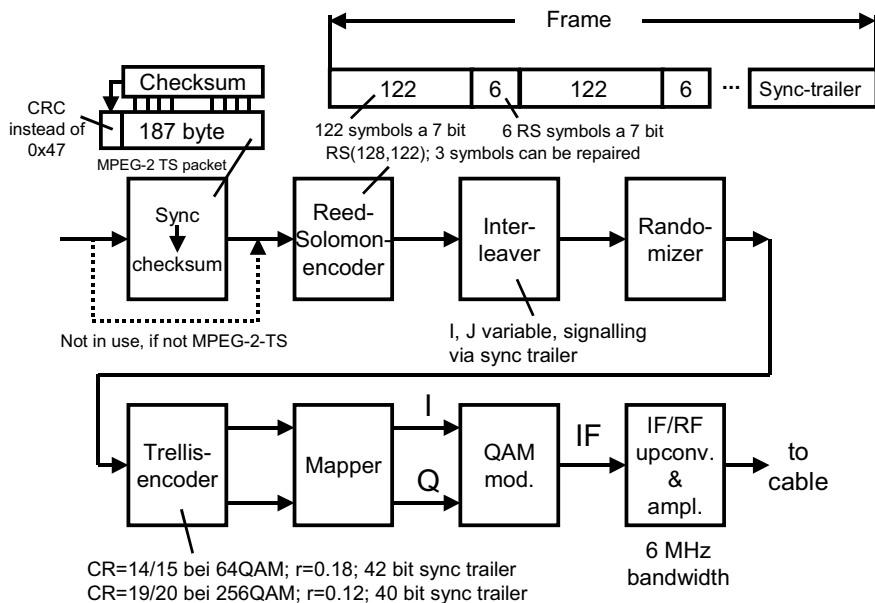 Frame
Checksum
122 6 122 6 ... Sync-trailer
CRC
instead of
0x47
187 byte
MPEG-2 TS packet
122 symbols a 7 bit
6 RS symbols a 7 bit
RS(128,122); 3 symbols can be repaired
Sync
checksum
Reed-
Solomon-
encoder
Inter-
leaver
Rando-
mizer
Not in use, if not MPEG-2-TS
I, J variable, signalling
via sync trailer
Trellis-
encoder
Mapper
I
Q
QAM
mod.
IF
IF/RF
upconv.
&
ampl.
to
cable
6 MHz
bandwidth
CR=14/15 bei 64QAM; r=0.18; 42 bit sync trailer
CR=19/20 bei 256QAM; r=0.12; 40 bit sync trailer